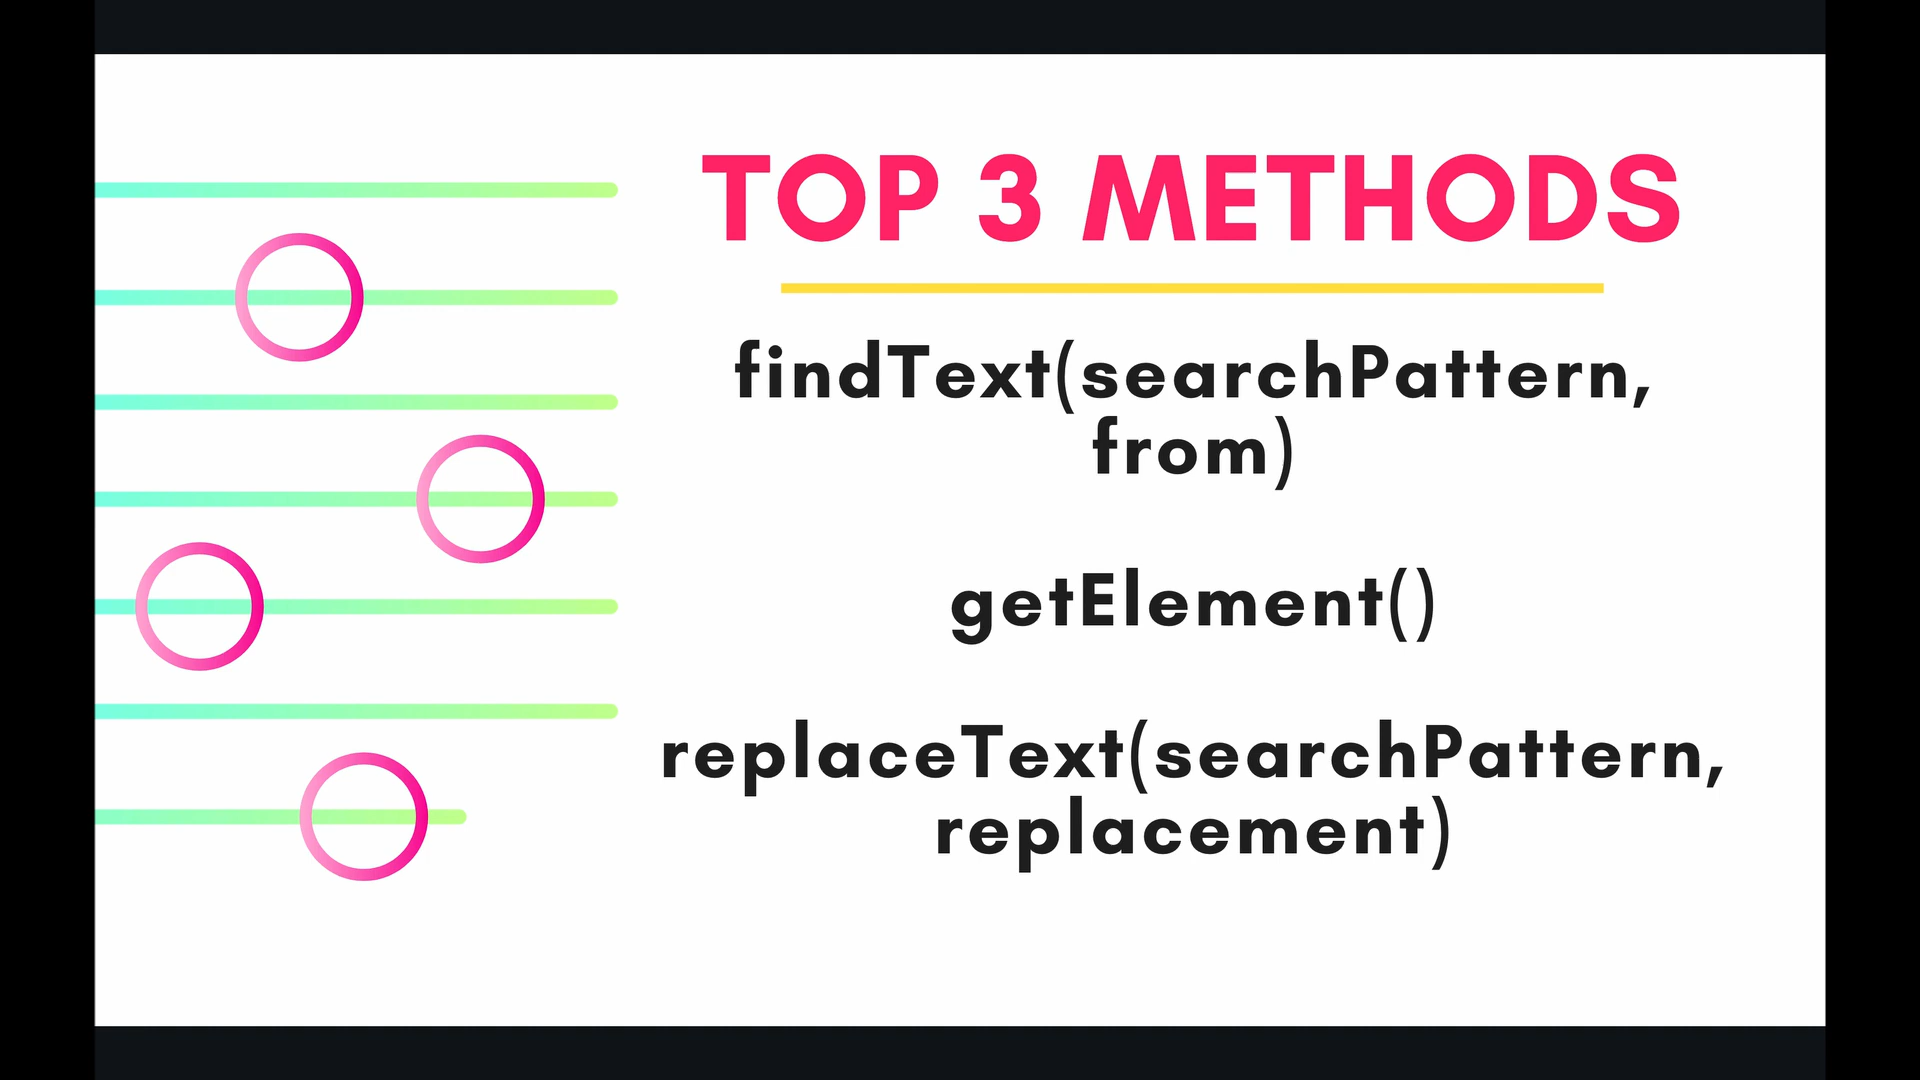 TOP 3 METHODS
findText(searchPattern,
from)
getElement()
replaceText(searchPattern,
replacement)